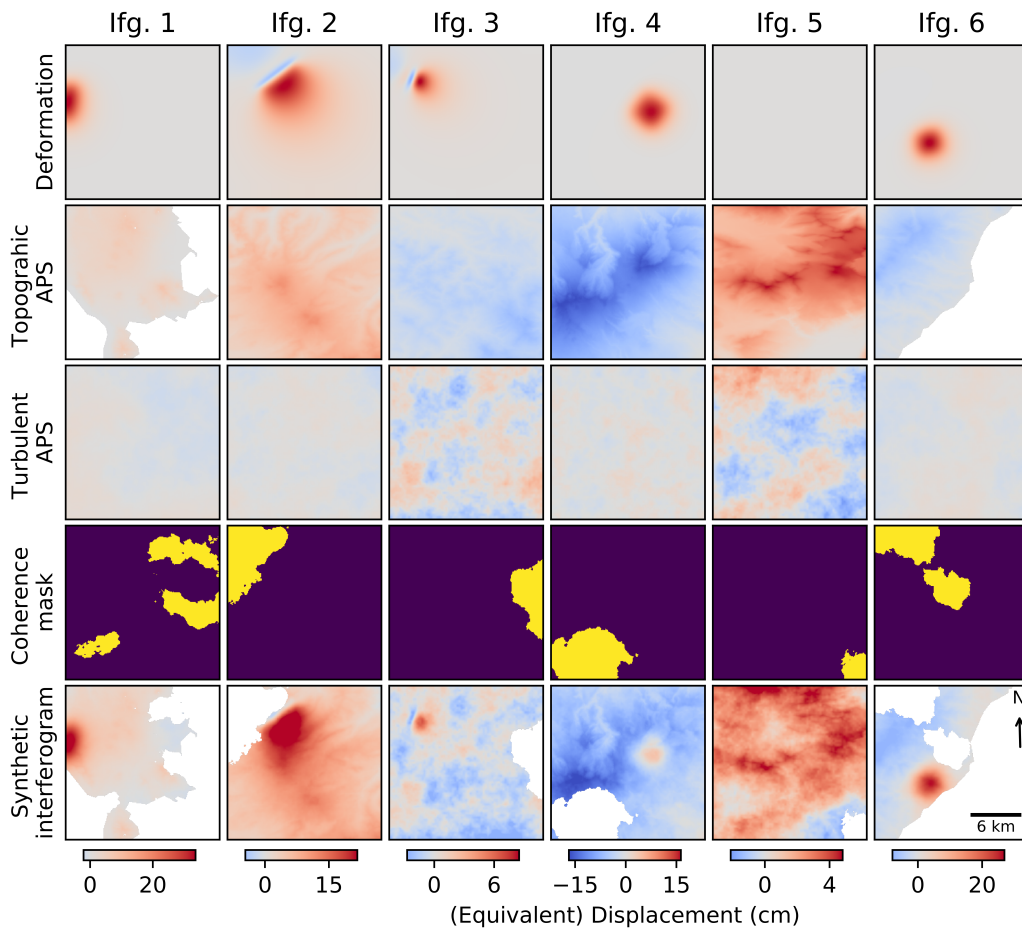 Ifg. 1 Ifg. 2 Ifg. 3 Ifg. 4 Ifg. 5 Ifg. 6
Deformation
Topograhic
APS
Turbulent
APS
Coherence
mask
Synthetic
interferogram
N
6 km
0 20 0 15 0 6 −15 0 15 0 4 0 20
(Equivalent) Displacement (cm)